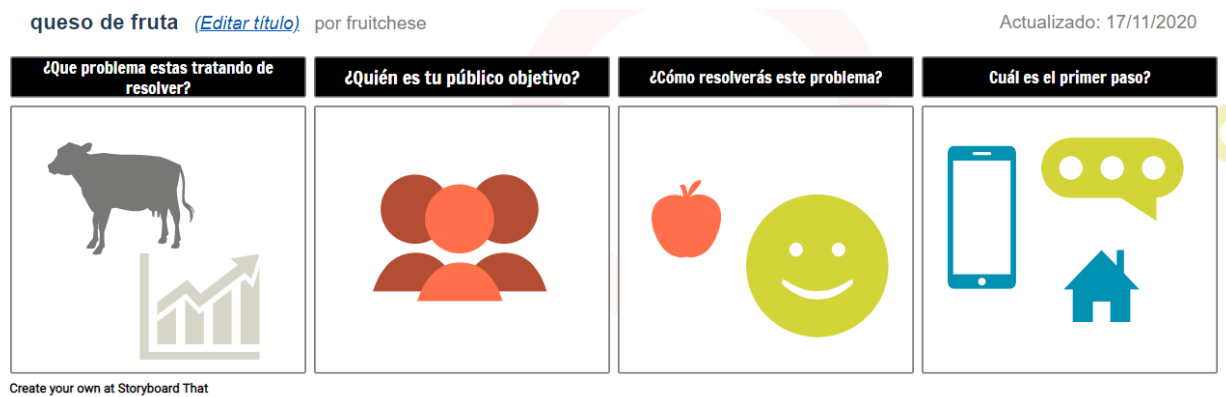 queso de fruta (Editar título) por fruitchese Actualizado: 17/11/2020
¿Que problema estas tratando de
resolver?
¿Quién es tu público objetivo?
¿Cómo resolverás este problema?
Cuál es el primer paso?
Create your own at Storyboard That